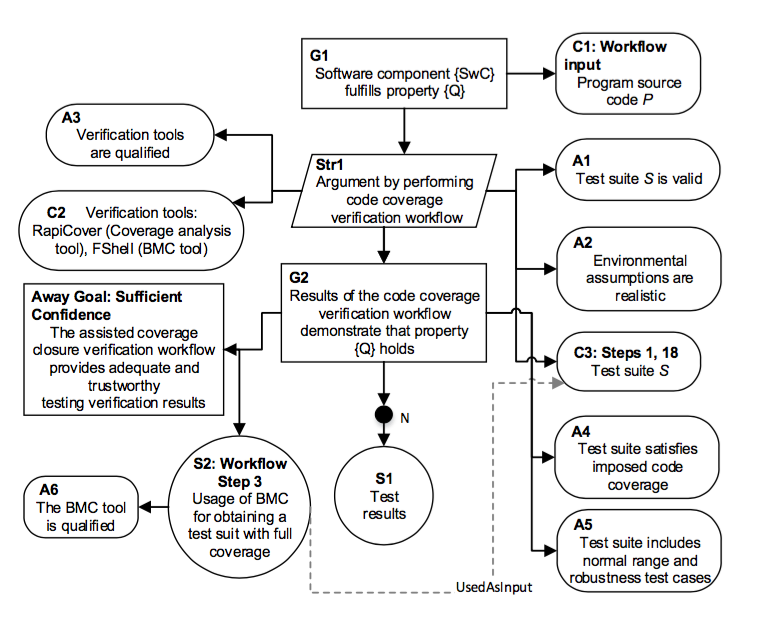 G1
Software component {SwC}
fulfills property {Q}
C1: Workflow
input
Program source
code P
A3
Verification tools
are qualified
Str1
Argument by performing
code coverage
verification workflow
A1
Test suite S is valid
C2 Verification tools:
RapiCover (Coverage analysis
tool), FShell (BMC tool)
A2
Environmental
assumptions are
realistic
G2
Results of the code coverage
verification workflow
demonstrate that property
{Q} holds
Away Goal: Sufficient
Confidence
The assisted coverage
closure verification workflow
provides adequate and
trustworthy
testing verification results
C3: Steps 1, 18
Test suite S
N
A4
Test suite satisfies
imposed code
coverage
S2: Workflow
Step 3
Usage of BMC
for obtaining a
test suit with full
coverage
S1
Test
results
A6
The BMC tool
is qualified
A5
Test suite includes
normal range and
robustness test cases
UsedAsInput